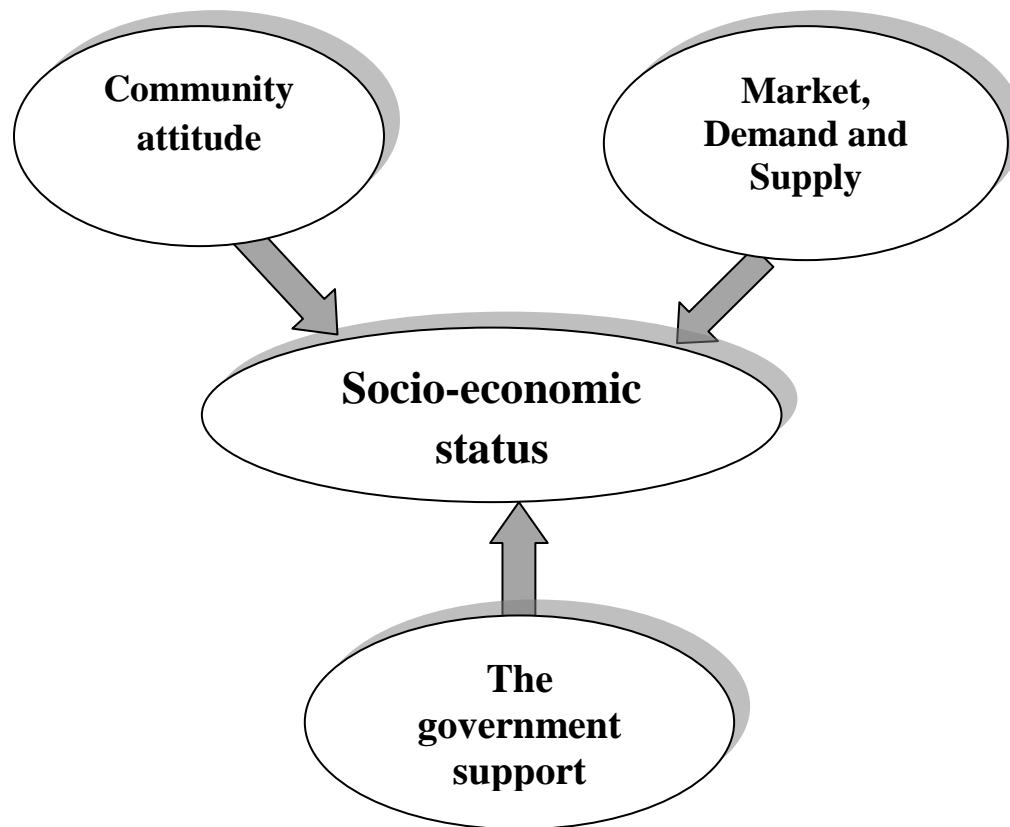 Community
attitude
Market,
Demand and
Supply
Socio-economic
status
The
government
support